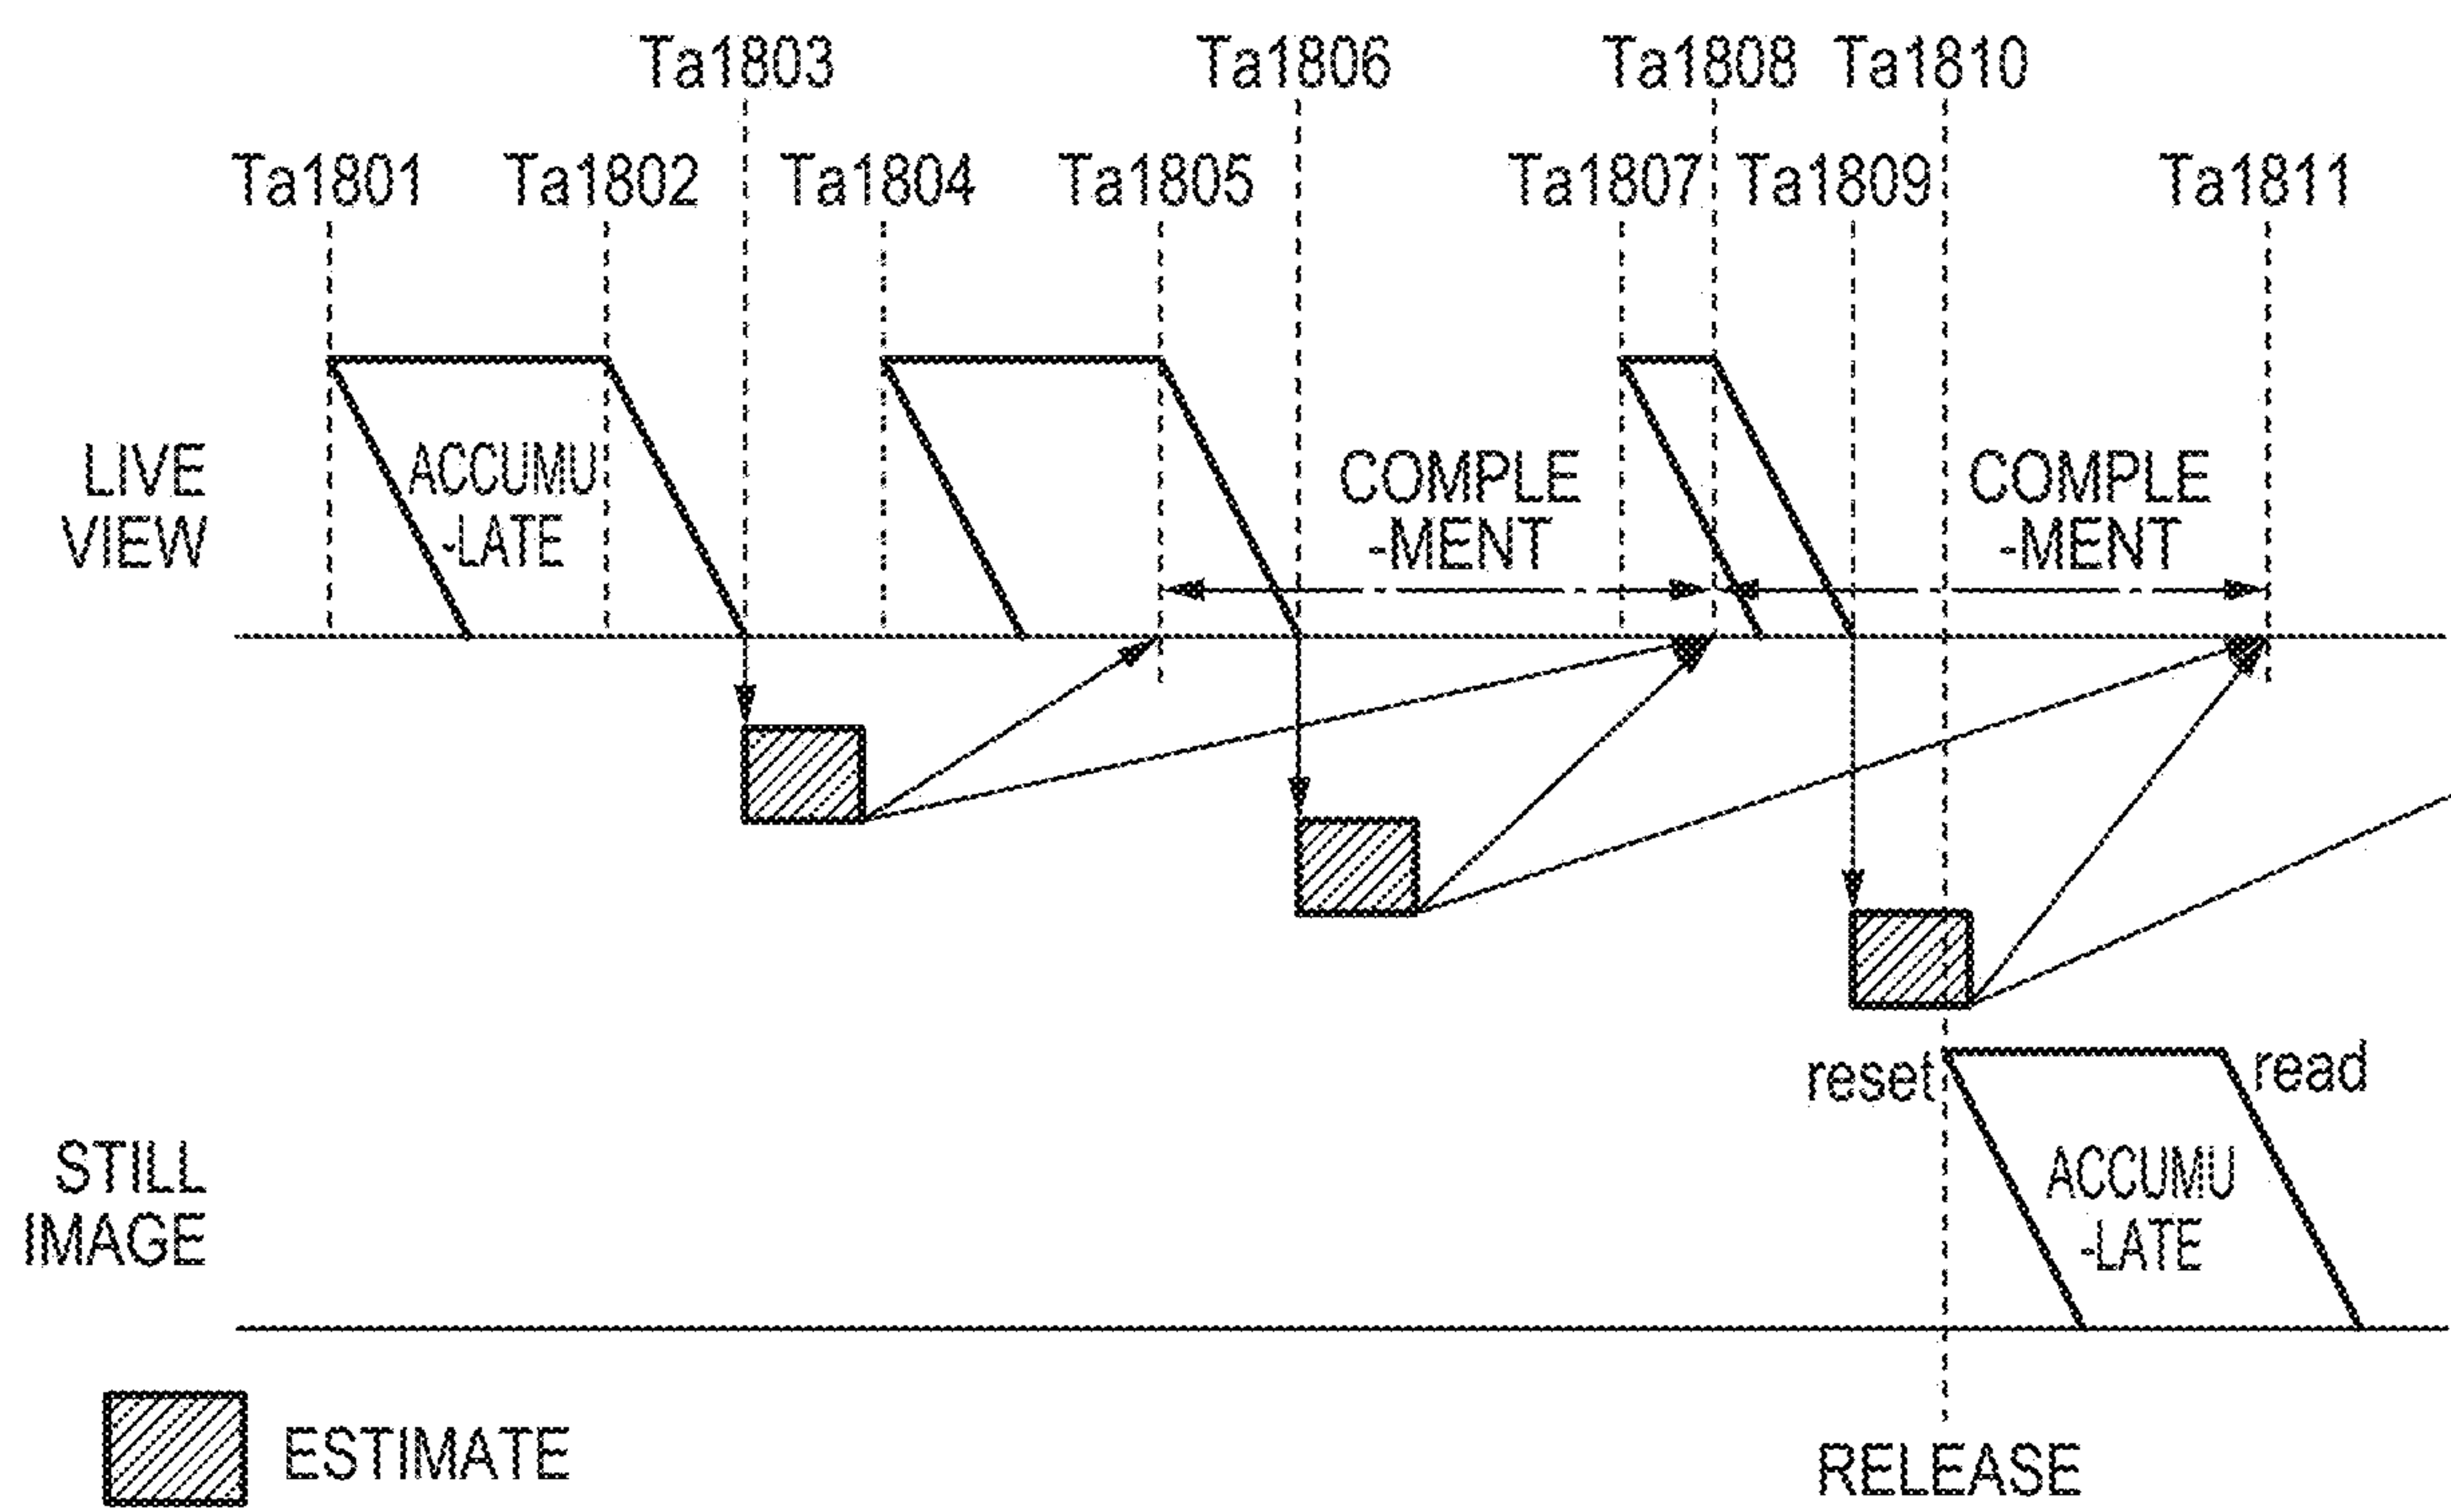 Ta1803 Ta1806 Ta1808 Ta1810
Ta1801 Ta1802 Ta1804 Ta1805 Ta1807 Ta1809 Ta1811
LIVE
VIEW
ACCUMU
-LATE
COMPLE
-MENT
COMPLE
-MENT
reset
read
STILL
IMAGE
ACCUMU
-LATE
ESTIMATE
RELEASE